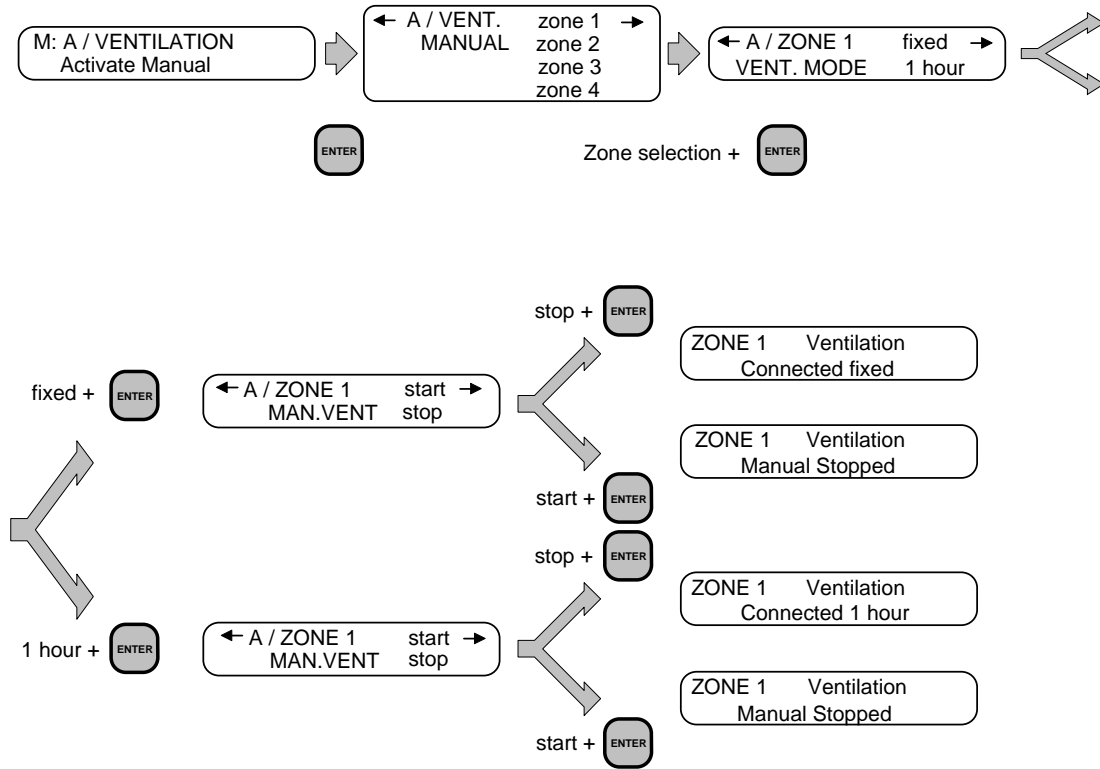 M: A / VENTILATION
Activate Manual
A / VENT. zone 1
MANUAL zone 2
zone 3
zone 4
A / ZONE 1 fixed
VENT. MODE 1 hour
ENTER
Zone selection + ENTER
stop + ENTER
ZONE 1 Ventilation
Connected fixed
fixed + ENTER
A / ZONE 1 start
MAN.VENT stop
ZONE 1 Ventilation
Manual Stopped
start + ENTER
stop + ENTER
ZONE 1 Ventilation
Connected 1 hour
1 hour + ENTER
A / ZONE 1 start
MAN.VENT stop
ZONE 1 Ventilation
Manual Stopped
start + ENTER